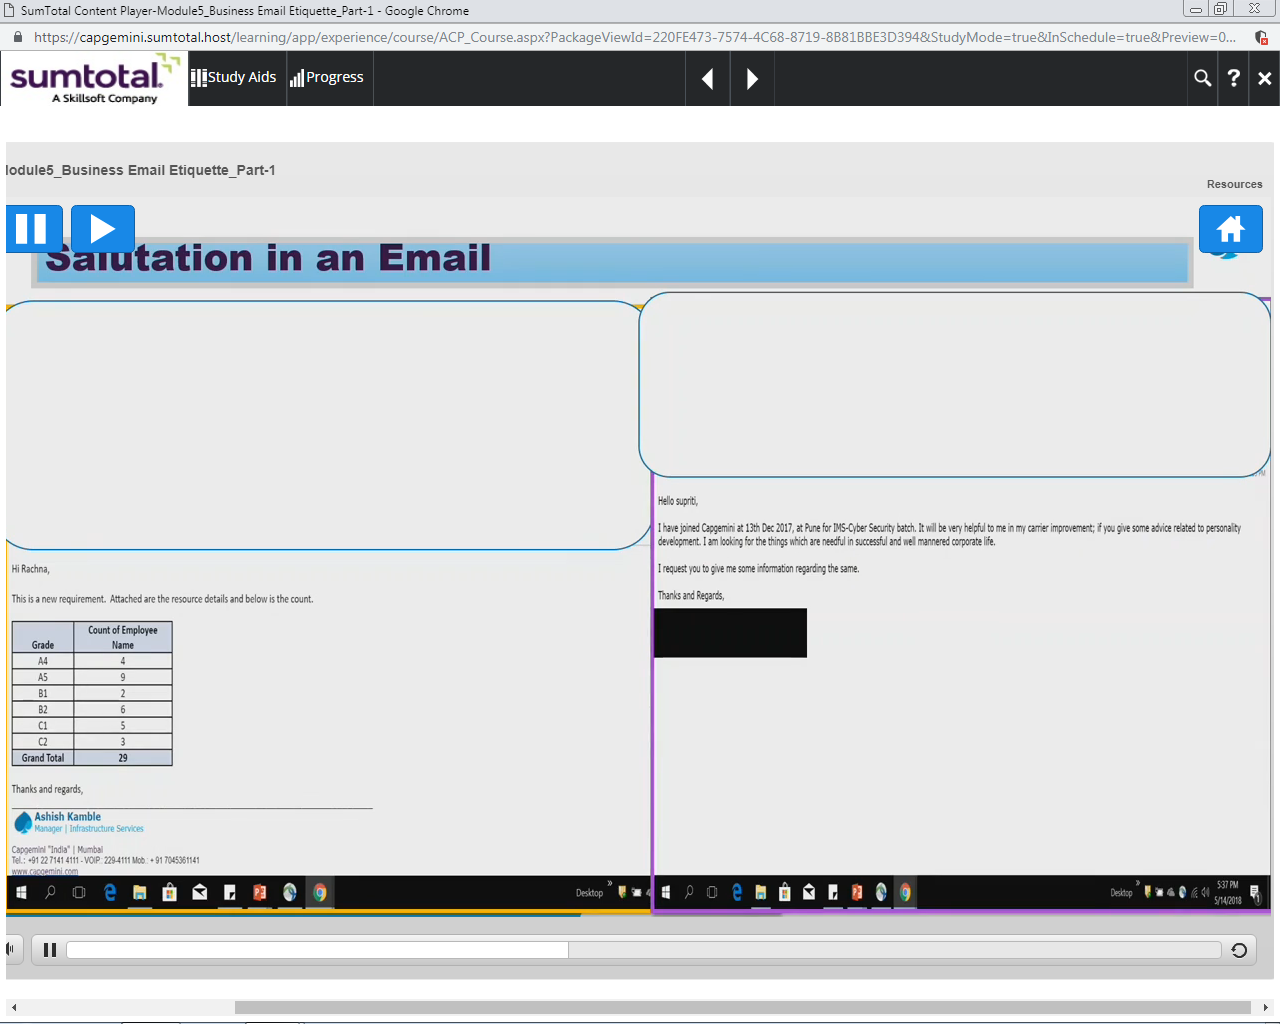 SumTotal Content Player-Module5_Business Email Etiquette_Part-1 - Google Chrome
https://capgemini.sumtotal.host/learning/app/experience/course/ACP_Course.aspx?PackageViewId=220FE473-7574-4C68-8719-8B81BBE3D394&StudyMode=true&InSchedule=true&Preview=0...
sumtotal.
A Skillsoft Company
Study Aids
Progress
?
lodule5_Business Email Etiquette_Part-1
Resources
Salutation in an Email
Hi Rachna,
This is a new requirement. Attached are the resource details and below is the count.
Grade Count of Employee Name
A4 4
A5 9
B1 2
B2 6
C1 5
C2 3
Grand Total 29
Thanks and regards,
Ashish Kamble
Manager | Infrastructure Services
Capgemini "India" | Mumbai
Tel.: +91 22 7141 4111 - VOIP: 229-4111 Mob.: + 91 7045361141
www.capgemini.com
Desktop
Hello supriti,
I have joined Capgemini at 13th Dec 2017, at Pune for IMS-Cyber Security batch. It will be very helpful to me in my carrier improvement; if you give some advice related to personality
development. I am looking for the things which are needful in successful and well mannered corporate life.
I request you to give me some information regarding the same.
Thanks and Regards,
Desktop
5:37 PM
5/14/2018